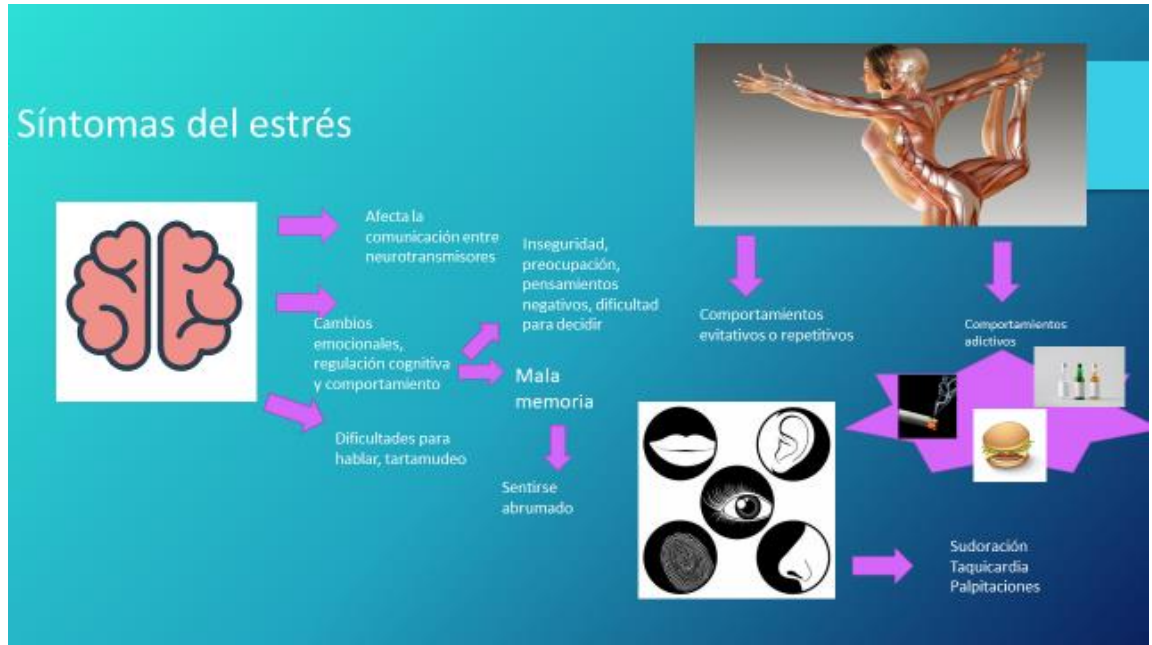 Síntomas del estrés
Afecta la
comunicación entre
neurotransmisores
Cambios
emocionales,
regulación cognitiva
y comportamiento
Dificultades para
hablar, tartamudeo
Inseguridad,
preocupación,
pensamientos
negativos, dificultad
para decidir
Mala
memoria
Sentirse
abrumado
Comportamientos
evitativos o repetitivos
Comportamientos
adictivos
Sudoración
Taquicardia
Palpitaciones